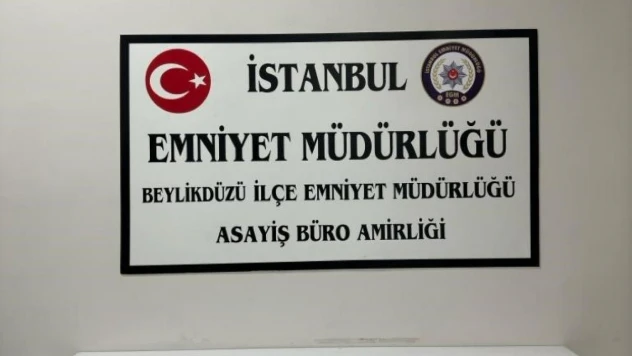 İSTANBUL
EMNİYET MÜDÜRLÜĞÜ
BEYLİKDÜZÜ İLÇE EMNİYET MÜDÜRLÜĞÜ
ASAYİŞ BÜRO AMİRLİĞİ